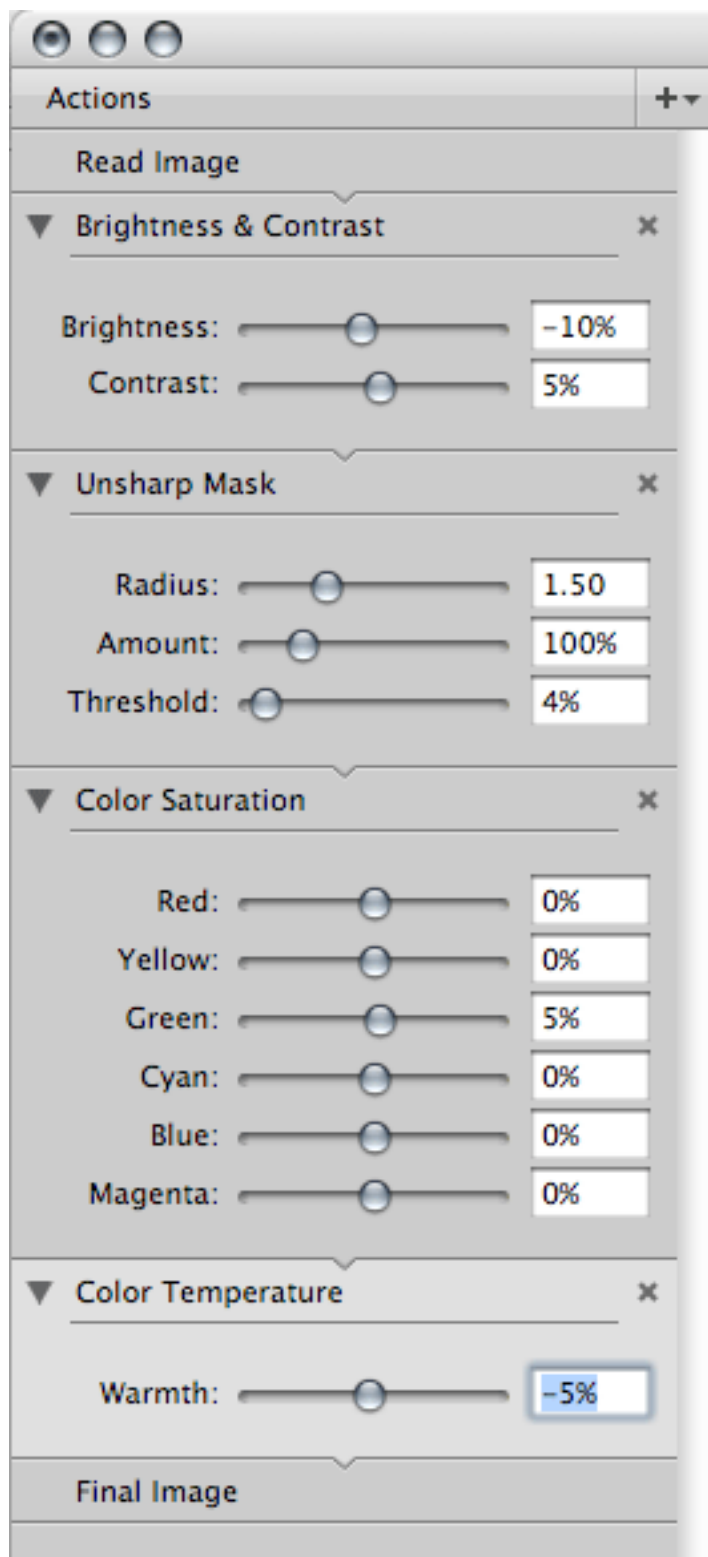 Actions
Read Image
Brightness & Contrast
Brightness: -10%
Contrast: 5%
Unsharp Mask
Radius: 1.50
Amount: 100%
Threshold: 4%
Color Saturation
Red: 0%
Yellow: 0%
Green: 5%
Cyan: 0%
Blue: 0%
Magenta: 0%
Color Temperature
Warmth: -5%
Final Image